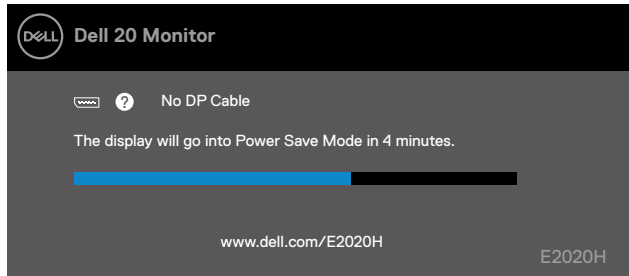 DELL Dell 20 Monitor
? No DP Cable
The display will go into Power Save Mode in 4 minutes.
www.dell.com/E2020H
E2020H